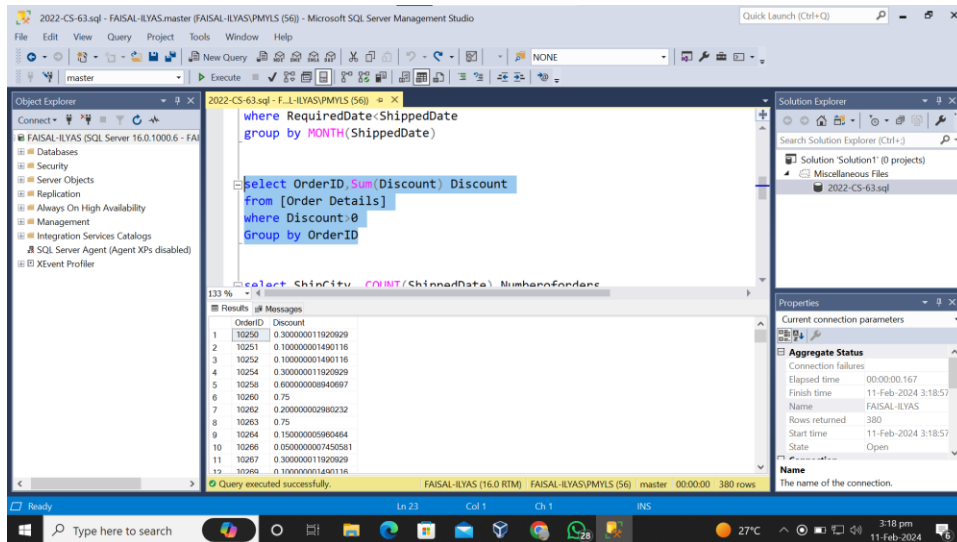 2022-CS-63.sql - FAISAL-ILYAS.master (FAISAL-ILYAS\PMYLS (56)) - Microsoft SQL Server Management Studio
Quick Launch (Ctrl+Q)
File Edit View Query Project Tools Window Help
New Query
NONE
master
Execute
Object Explorer
Connect
FAISAL-ILYAS (SQL Server 16.0.1000.6 - FAI
Databases
Security
Server Objects
Replication
Always On High Availability
Management
Integration Services Catalogs
SQL Server Agent (Agent XPs disabled)
XEvent Profiler
2022-CS-63.sql - F...L-ILYAS\PMYLS (56))
where RequiredDate<ShippedDate
group by MONTH(ShippedDate)
select OrderID,Sum(Discount) Discount
from [Order Details]
where Discount>0
Group by OrderID
select ShipCity, COUNT(ShippedDate) Numberoforders
133 %
Results Messages
OrderID Discount
1 10250 0.300000011920929
2 10251 0.100000001490116
3 10252 0.100000001490116
4 10254 0.300000011920929
5 10258 0.600000008940697
6 10260 0.75
7 10262 0.200000002980232
8 10263 0.75
9 10264 0.150000005960464
10 10266 0.0500000007450581
11 10267 0.300000011920929
12 10269 0.100000001490116
Query executed successfully.
FAISAL-ILYAS (16.0 RTM) FAISAL-ILYAS\PMYLS (56) master 00:00:00 380 rows
Solution Explorer
Search Solution Explorer (Ctrl+;)
Solution 'Solution1' (0 projects)
Miscellaneous Files
2022-CS-63.sql
Properties
Current connection parameters
Aggregate Status
Connection failures
Elapsed time 00:00:00.167
Finish time 11-Feb-2024 3:18:57
Name FAISAL-ILYAS
Rows returned 380
Start time 11-Feb-2024 3:18:57
State Open
Connection
Name
The name of the connection.
Ready
Ln 23 Col 1 Ch 1 INS
Type here to search
28
27°C
3:18 pm
11-Feb-2024
6